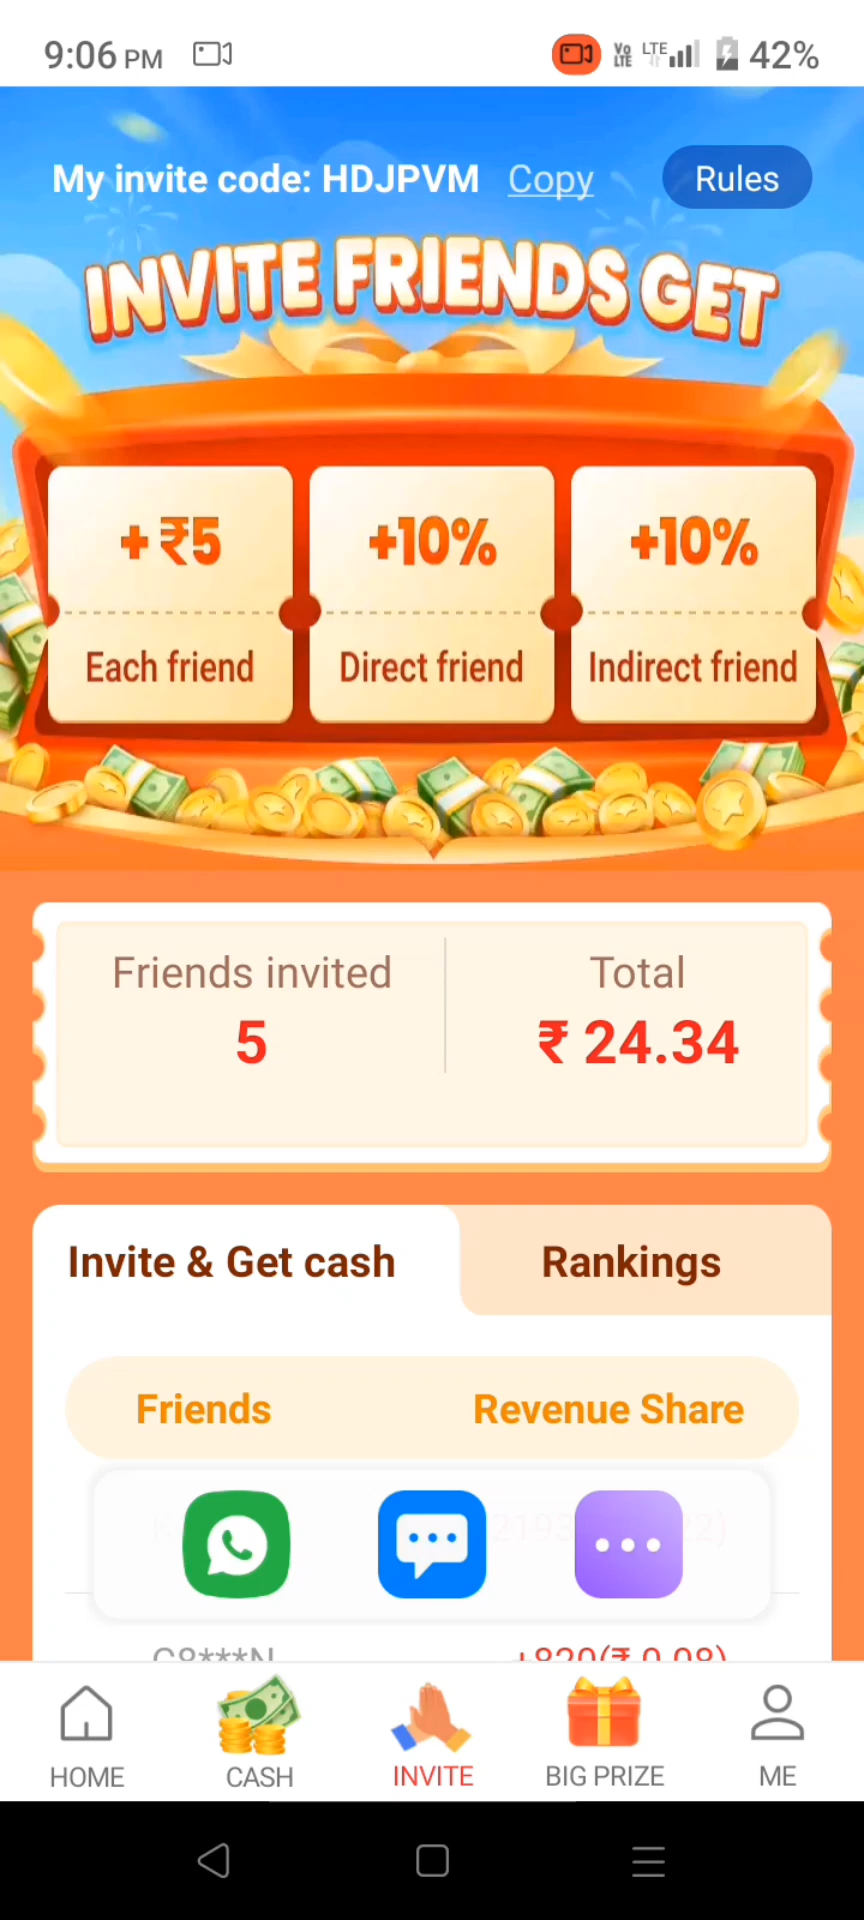 9:06 PM
VoLTE LTE 42%
My invite code: HDJPVM Copy Rules
INVITE FRIENDS GET
+ ₹5 +10% +10%
Each friend Direct friend Indirect friend
Friends invited Total
5 ₹ 24.34
Invite & Get cash Rankings
Friends Revenue Share
G8***N +820(₹ 0.08)
HOME CASH INVITE BIG PRIZE ME